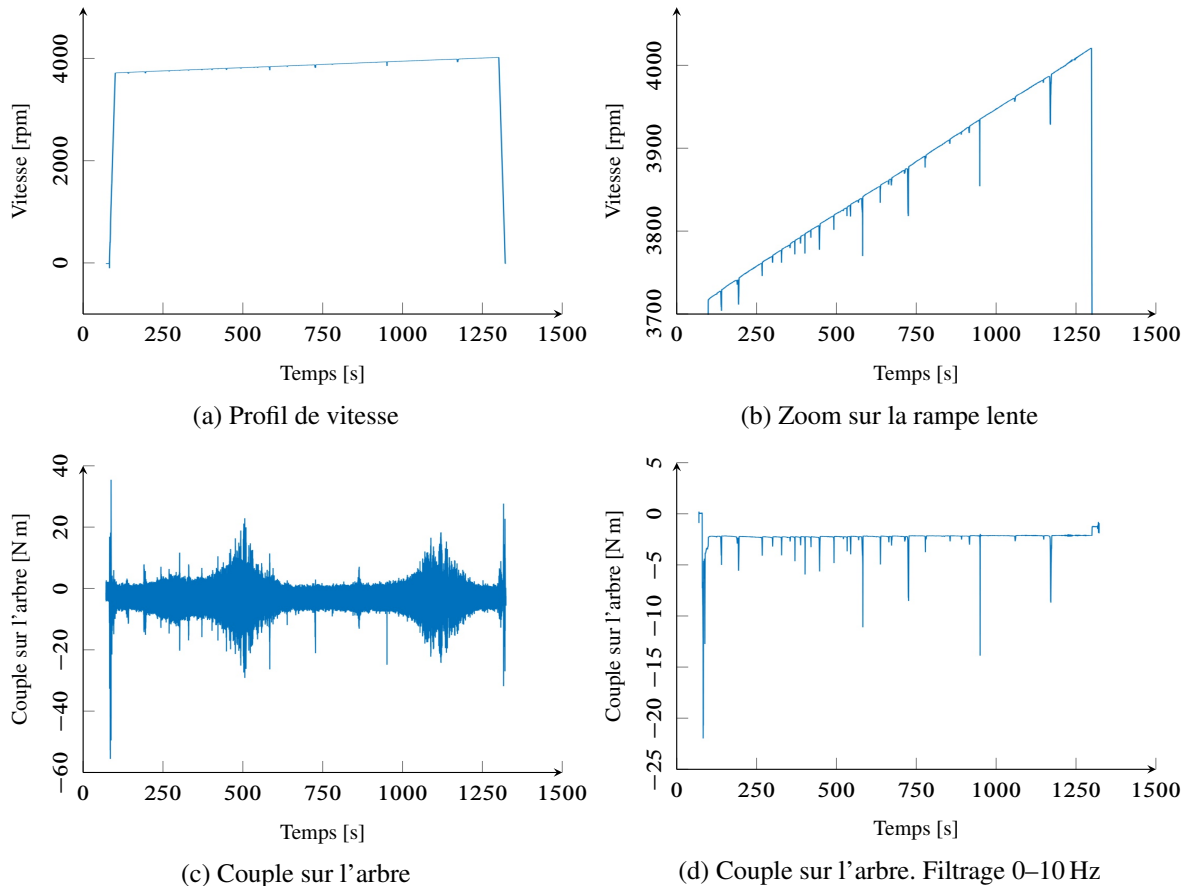 4000
2000
0
Vitesse [rpm]
0 250 500 750 1000 1250 1500
Temps [s]
(a) Profil de vitesse
4000
3900
3800
3700
Vitesse [rpm]
0 250 500 750 1000 1250 1500
Temps [s]
(b) Zoom sur la rampe lente
40
20
0
−20
−40
−60
Couple sur l'arbre [N m]
0 250 500 750 1000 1250 1500
Temps [s]
(c) Couple sur l'arbre
5
0
−5
−10
−15
−20
−25
Couple sur l'arbre [N m]
0 250 500 750 1000 1250 1500
Temps [s]
(d) Couple sur l'arbre. Filtrage 0–10 Hz